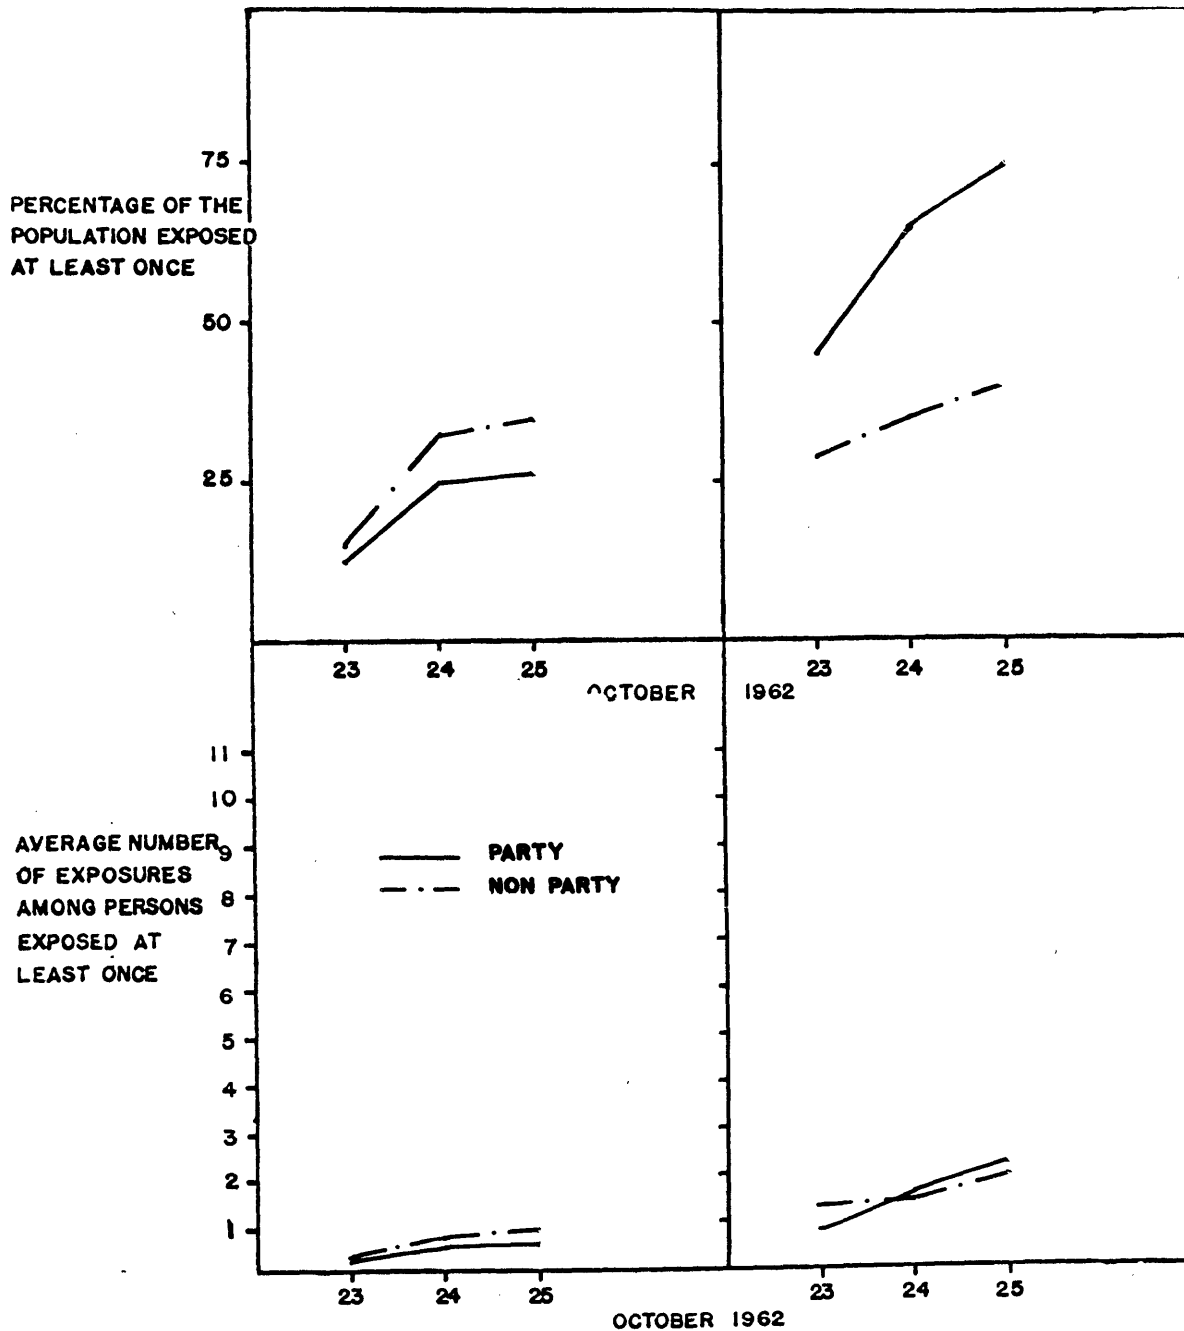 75
PERCENTAGE OF THE
POPULATION EXPOSED
AT LEAST ONCE
50
25
23 24 25
23 24 25
OCTOBER 1962
11
10
AVERAGE NUMBER
OF EXPOSURES
AMONG PERSONS
EXPOSED AT
LEAST ONCE
9
8
7
6
5
4
3
2
1
PARTY
NON PARTY
23 24 25
23 24 25
OCTOBER 1962